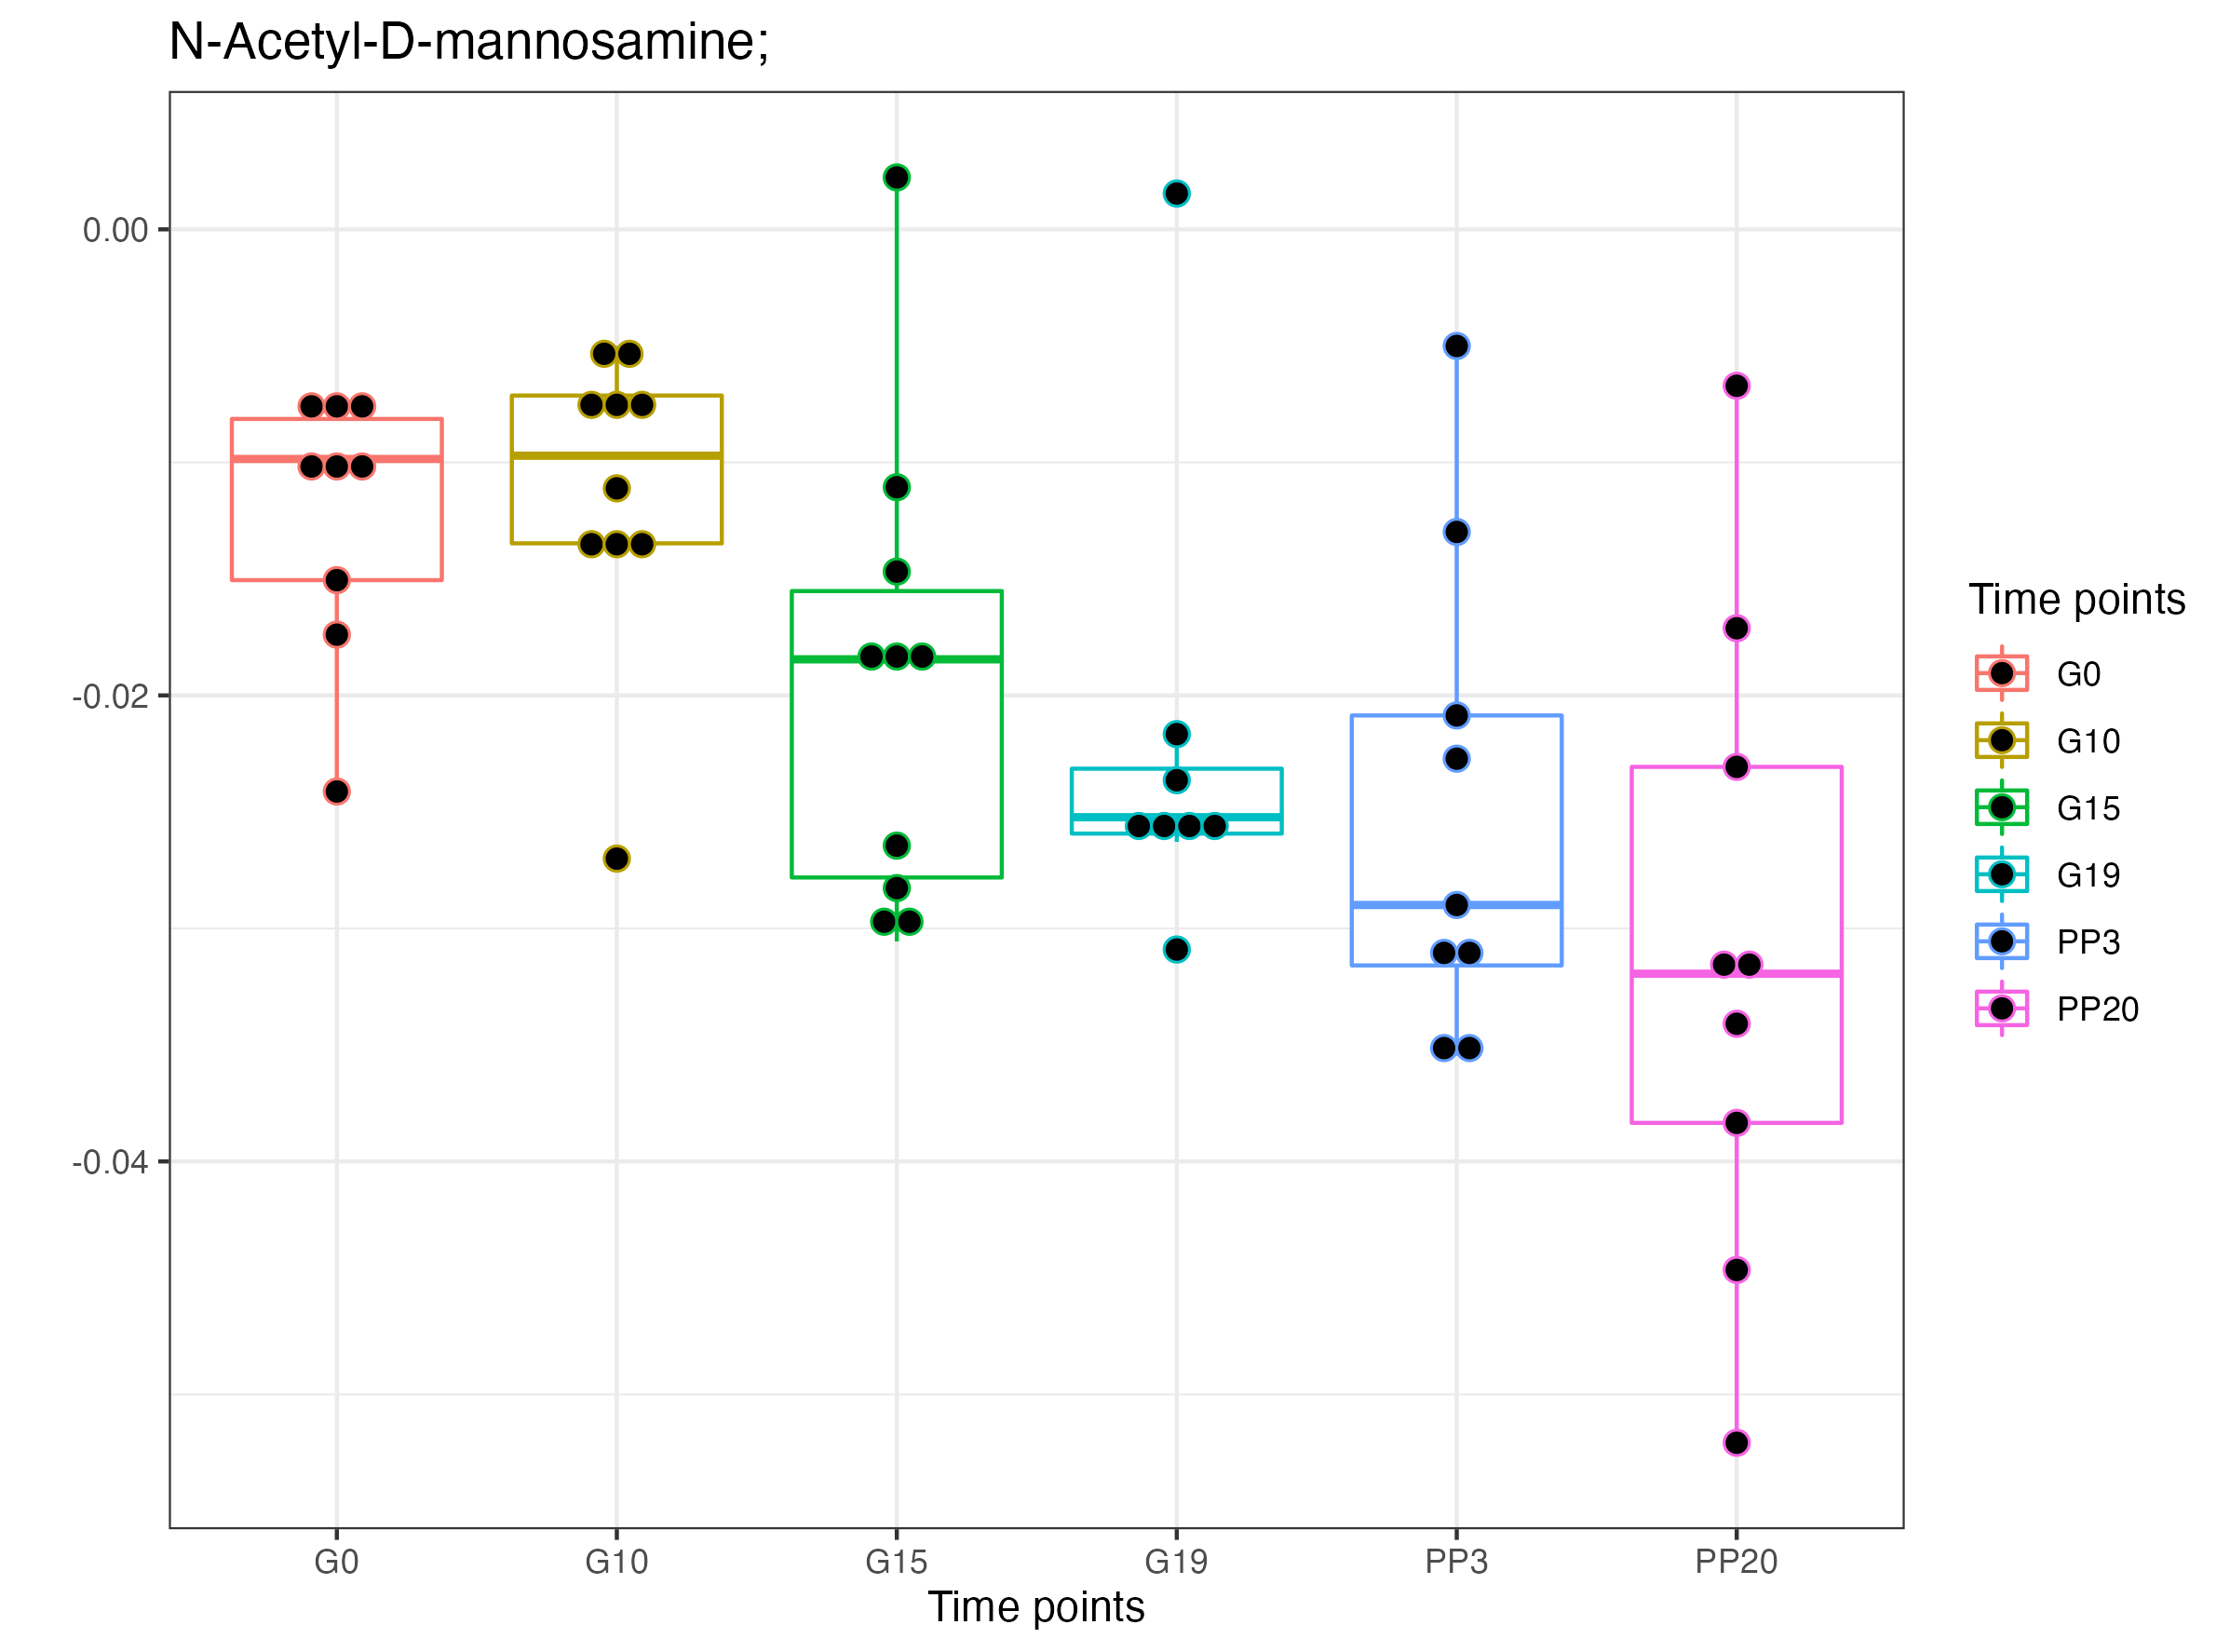 N-Acetyl-D-mannosamine;
0.00
-0.02
-0.04
G0
G10
G15
G19
PP3
PP20
Time points
Time points
G0
G10
G15
G19
PP3
PP20